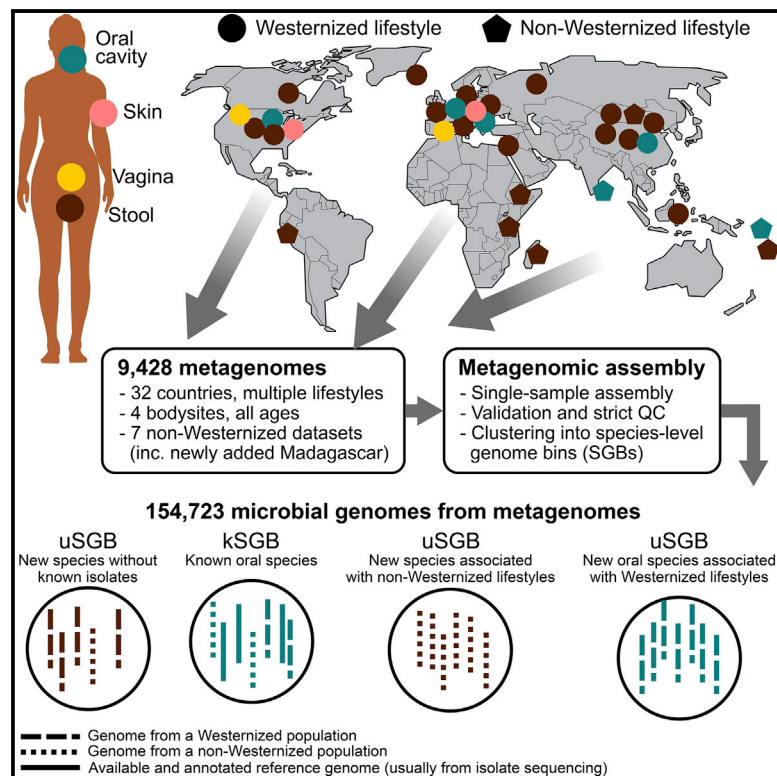 Oral
cavity
Skin
Vagina
Stool
Westernized lifestyle
Non-Westernized lifestyle
9,428 metagenomes
- 32 countries, multiple lifestyles
- 4 bodysites, all ages
- 7 non-Westernized datasets
(inc. newly added Madagascar)
Metagenomic assembly
- Single-sample assembly
- Validation and strict QC
- Clustering into species-level
genome bins (SGBs)
154,723 microbial genomes from metagenomes
uSGB
New species without
known isolates
kSGB
Known oral species
uSGB
New species associated
with non-Westernized lifestyles
uSGB
New oral species associated
with Westernized lifestyles
Genome from a Westernized population
Genome from a non-Westernized population
Available and annotated reference genome (usually from isolate sequencing)